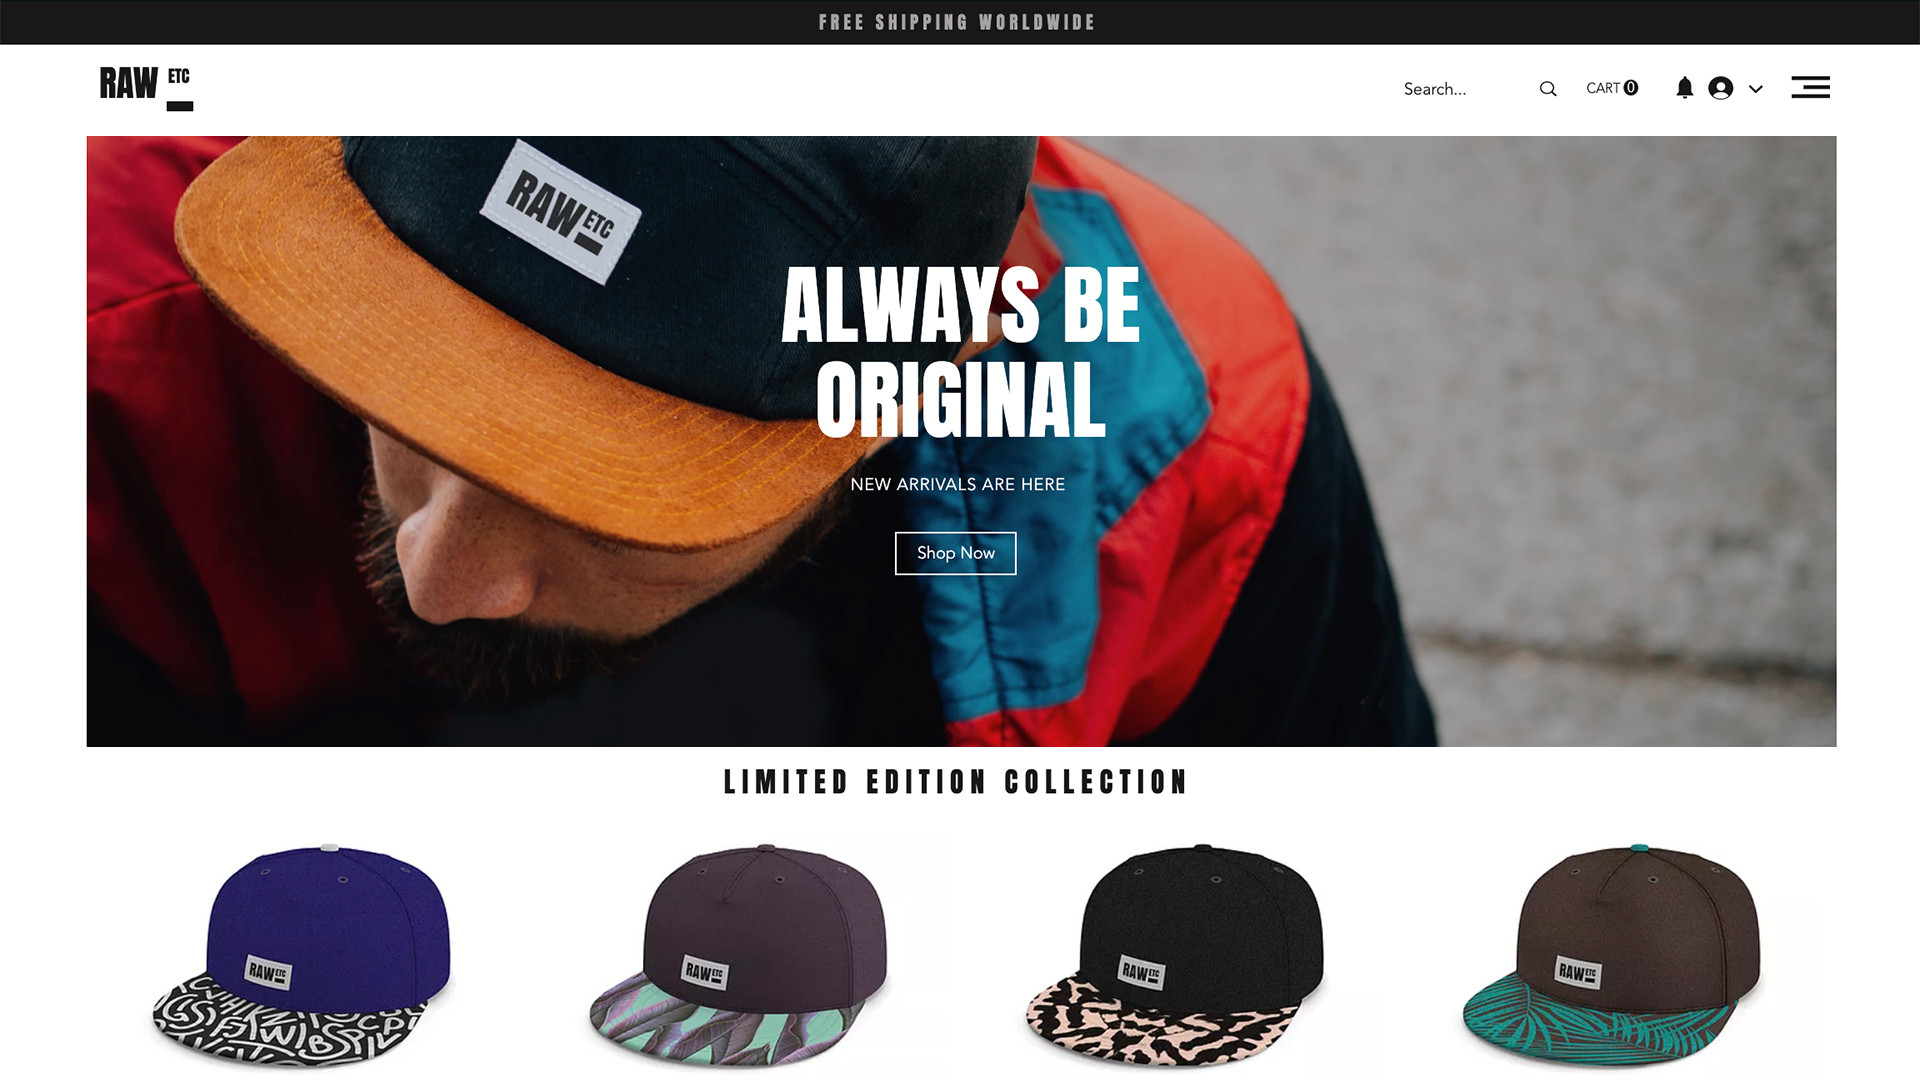 FREE SHIPPING WORLDWIDE
RAW ETC
Search...
CART 0
RAW ETC
ALWAYS BE
ORIGINAL
NEW ARRIVALS ARE HERE
Shop Now
LIMITED EDITION COLLECTION
RAW ETC
RAW ETC
RAW ETC
RAW ETC